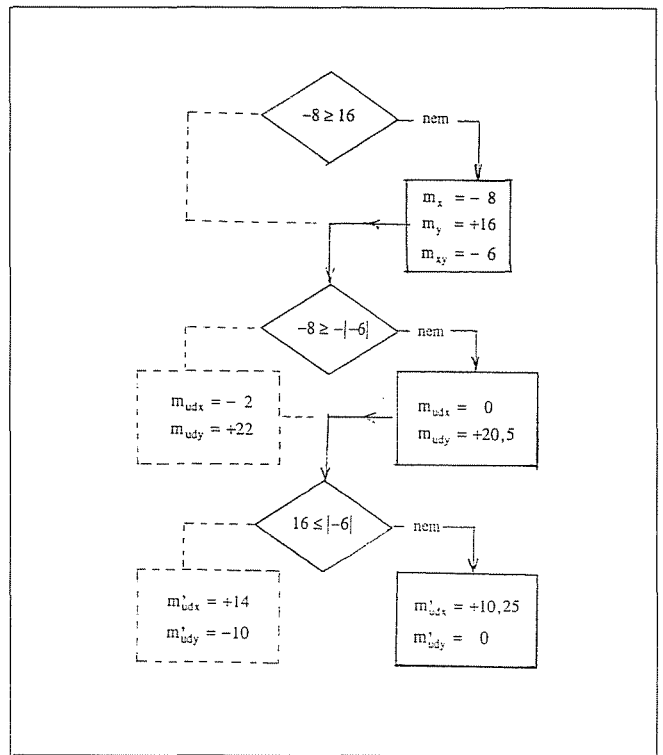 −8 ≥ 16
nem
m_x = − 8
m_y = +16
m_xy = − 6
−8 ≥ −|−6|
nem
m_udx = − 2
m_udy = +22
m_udx = 0
m_udy = +20,5
16 ≤ |−6|
nem
m'_udx = +14
m'_udy = −10
m'_udx = +10,25
m'_udy = 0